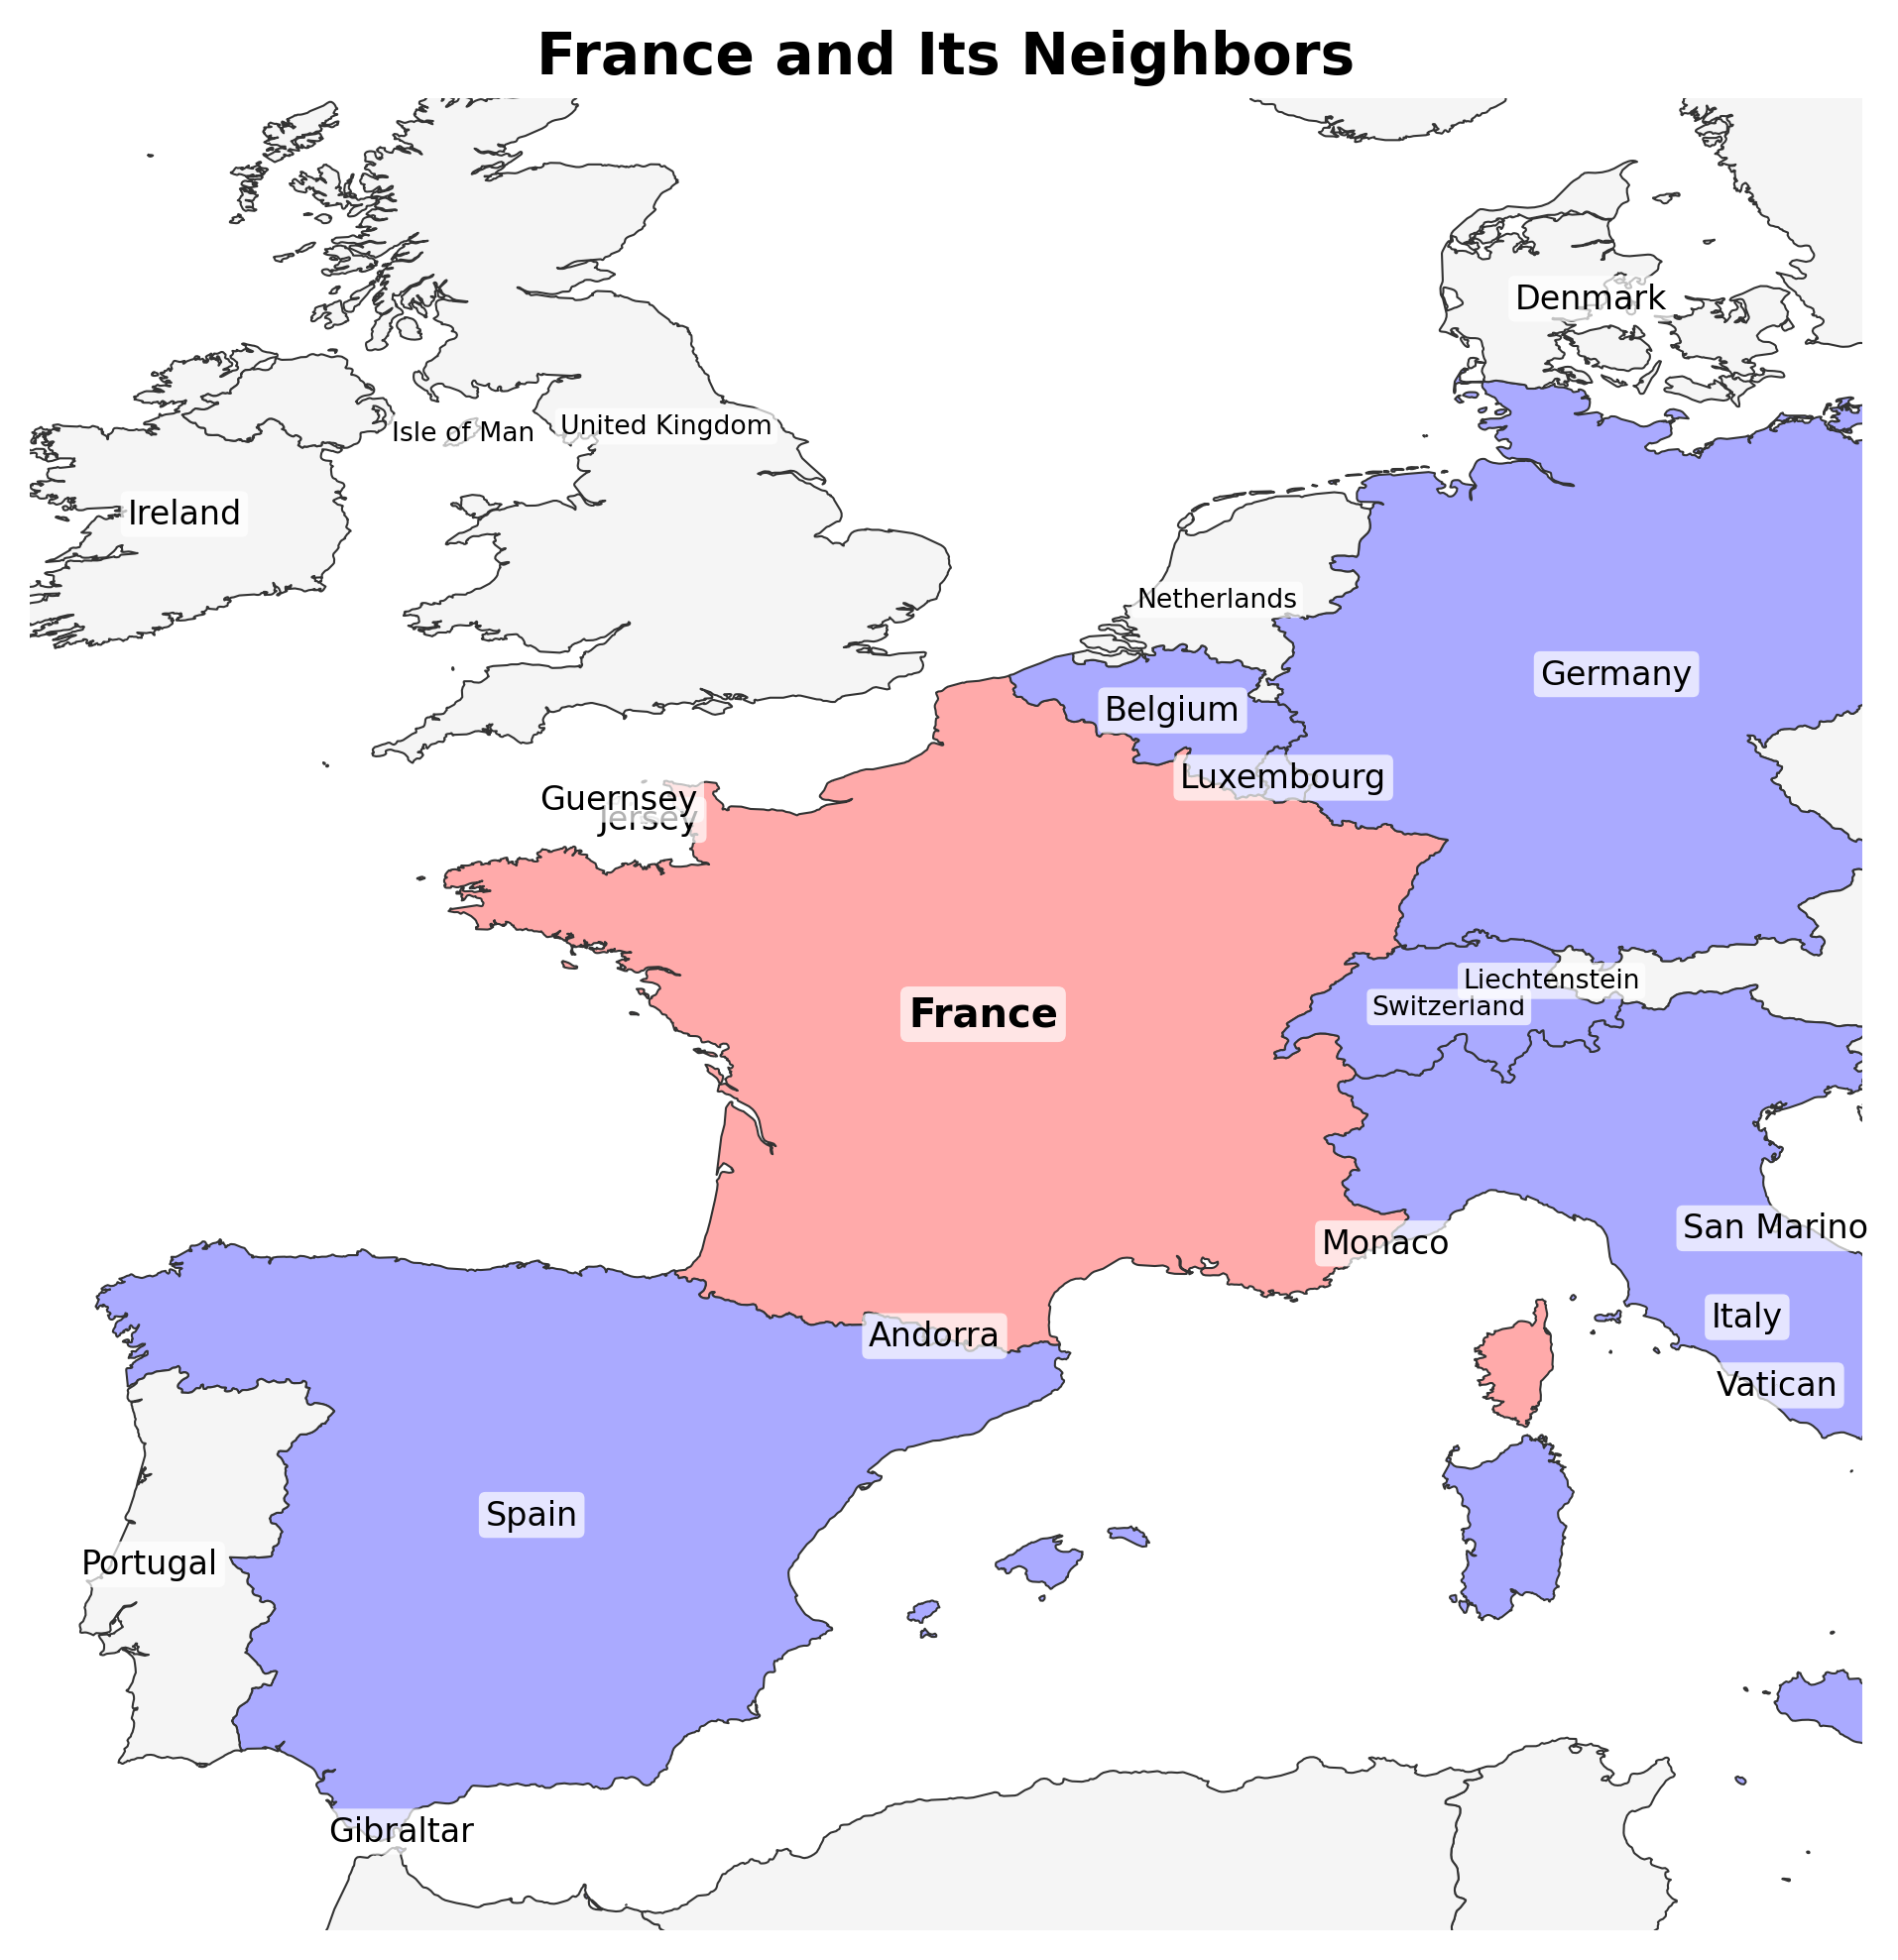 France and Its Neighbors
Denmark
United Kingdom
Isle of Man
Ireland
Netherlands
Germany
Belgium
Luxembourg
Guernsey
Jersey
Liechtenstein
Switzerland
France
San Marino
Monaco
Italy
Andorra
Vatican
Spain
Portugal
Gibraltar